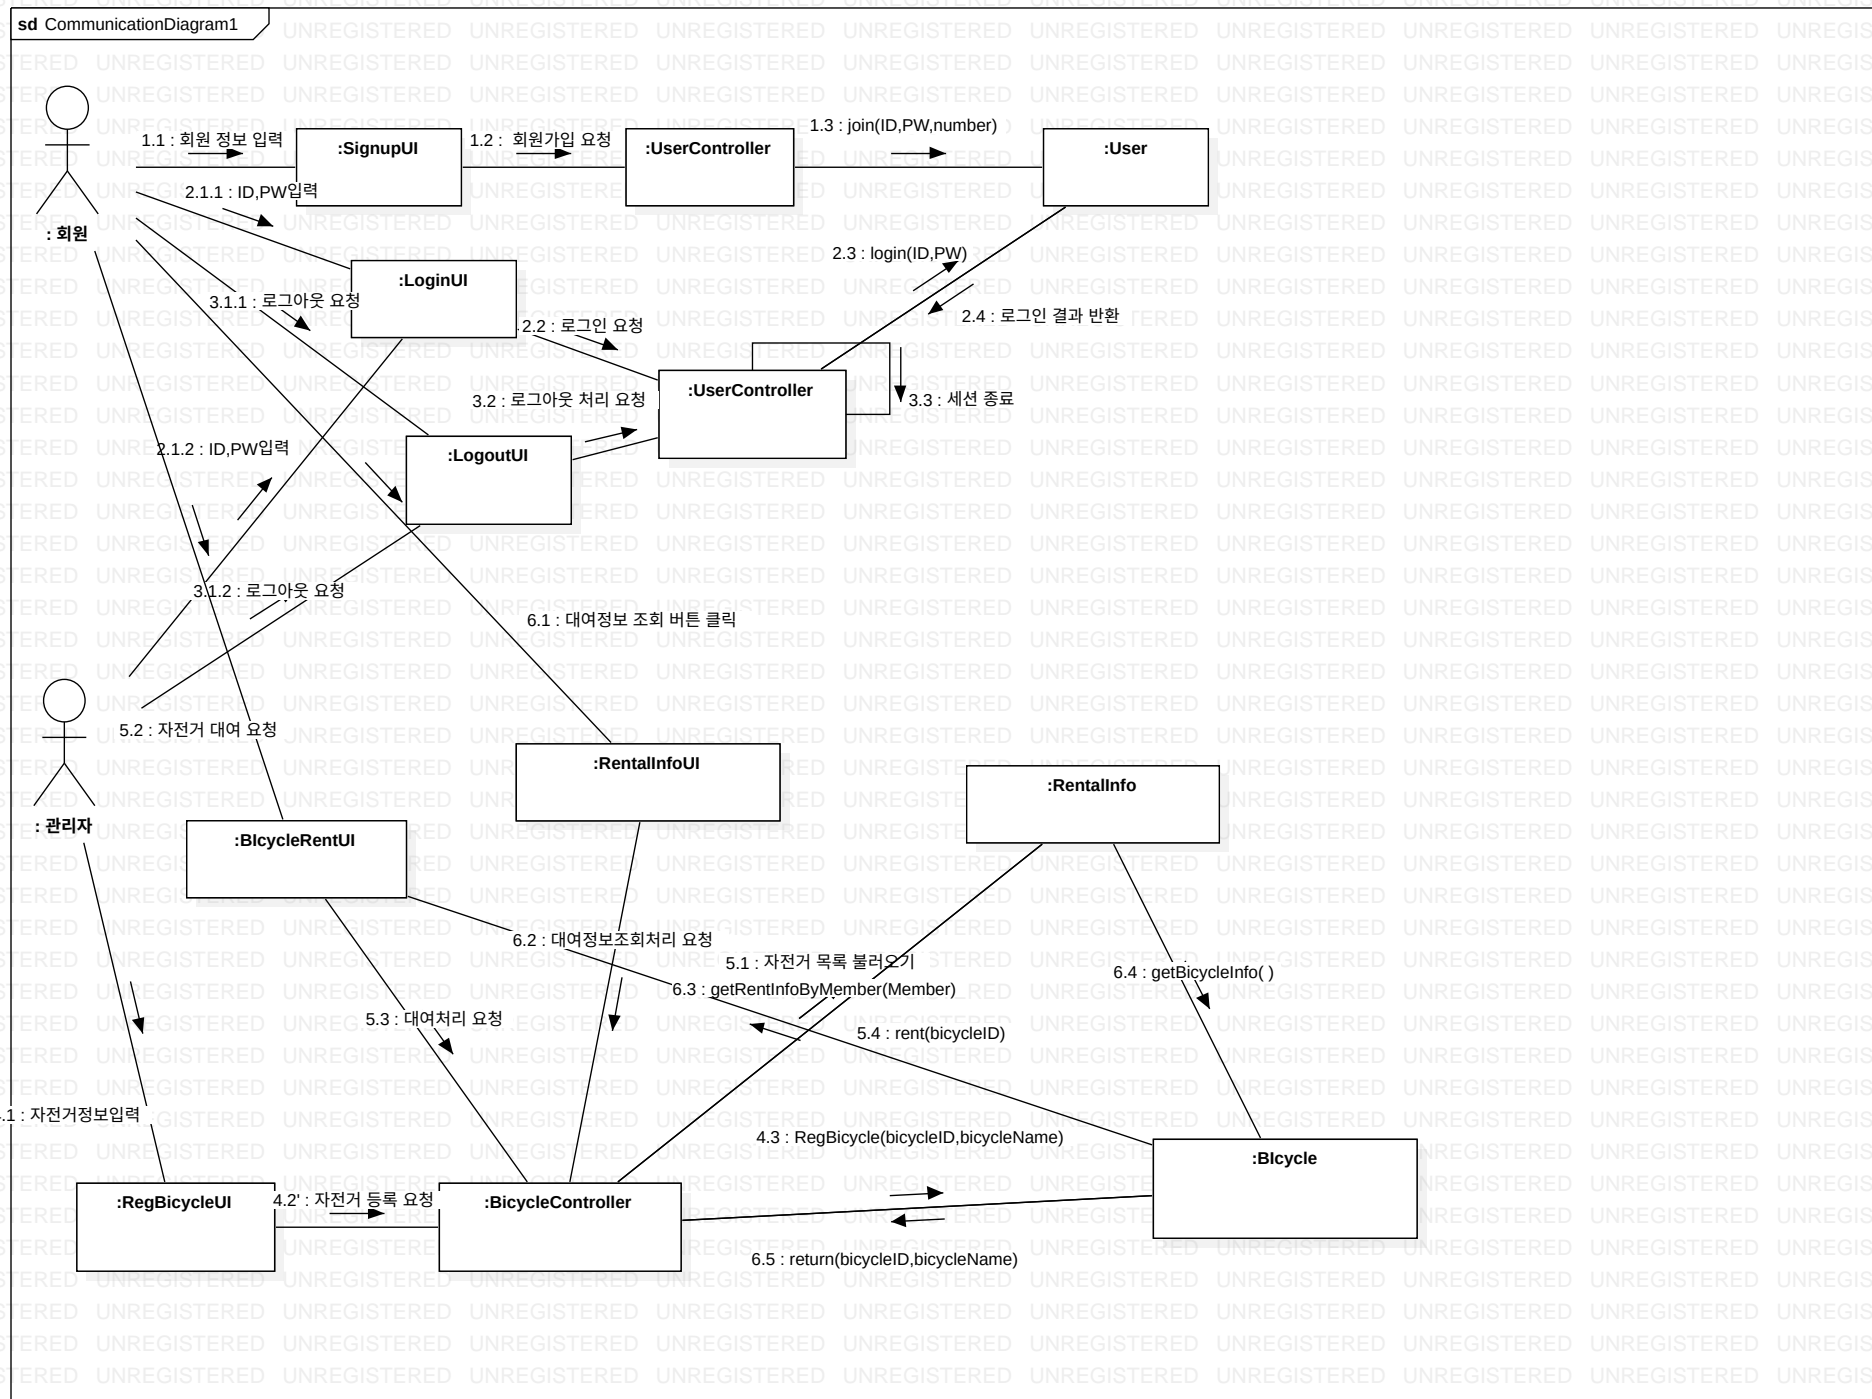 sd CommunicationDiagram1
1.1 : 회원 정보 입력
:SignupUI
1.2 : 회원가입 요청
:UserController
1.3 : join(ID,PW,number)
:User
2.1.1 : ID,PW입력
: 회원
2.3 : login(ID,PW)
:LoginUI
3.1.1 : 로그아웃 요청
2.2 : 로그인 요청
2.4 : 로그인 결과 반환
:UserController
3.2 : 로그아웃 처리 요청
3.3 : 세션 종료
2.1.2 : ID,PW입력
:LogoutUI
3.1.2 : 로그아웃 요청
6.1 : 대여정보 조회 버튼 클릭
5.2 : 자전거 대여 요청
:RentalInfoUI
:RentalInfo
: 관리자
:BIcycleRentUI
6.2 : 대여정보조회처리 요청
5.1 : 자전거 목록 불러오기
6.4 : getBicycleInfo( )
6.3 : getRentInfoByMember(Member)
5.3 : 대여처리 요청
5.4 : rent(bicycleID)
.1 : 자전거정보입력
4.3 : RegBicycle(bicycleID,bicycleName)
:BIcycle
:RegBicycleUI
4.2' : 자전거 등록 요청
:BicycleController
6.5 : return(bicycleID,bicycleName)
UNREGISTERED